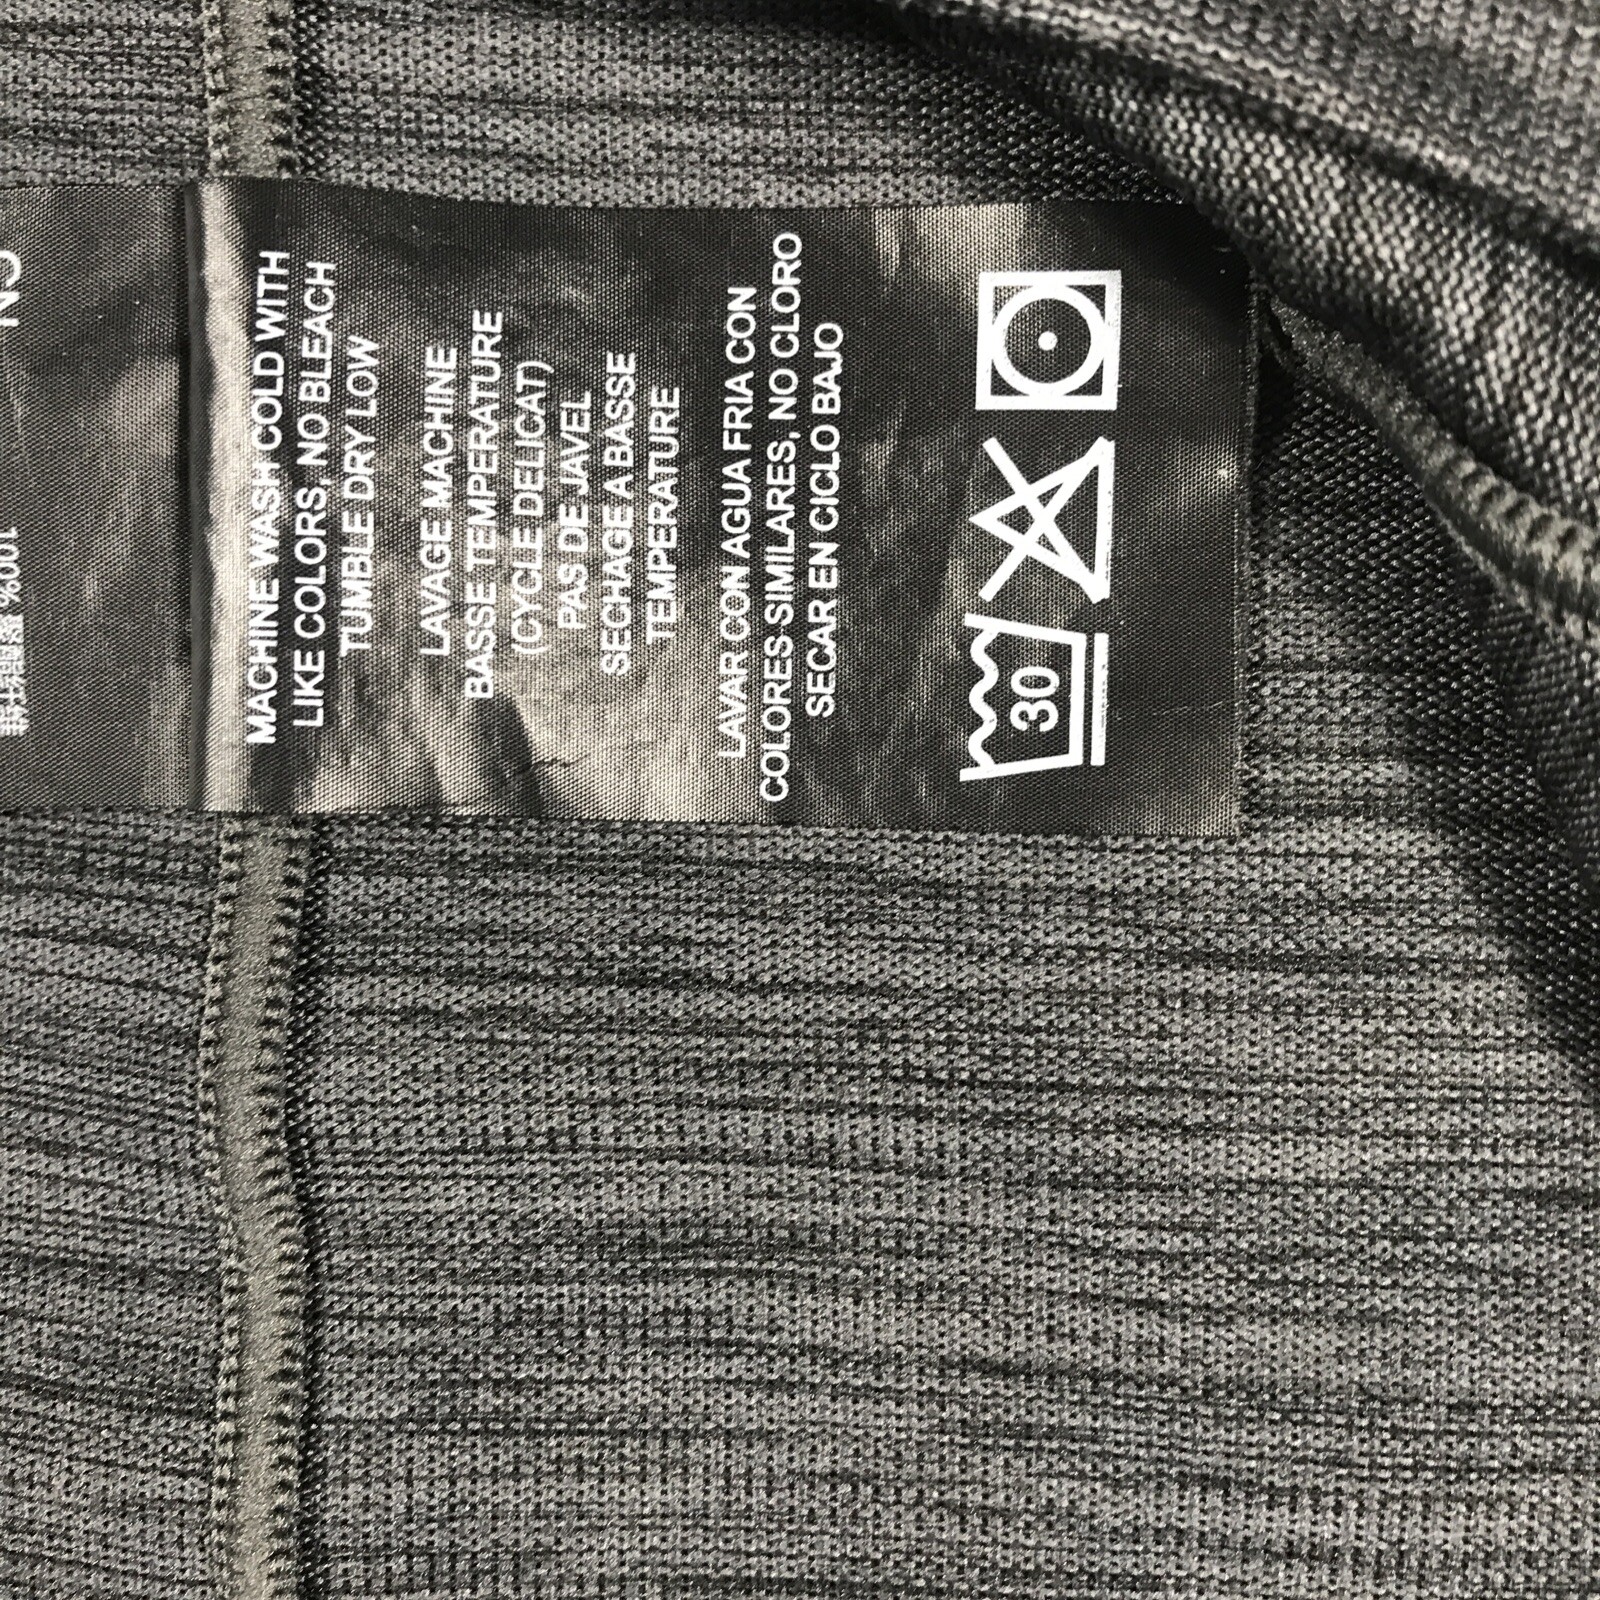 MACHINE WASH COLD WITH
LIKE COLORS, NO BLEACH
TUMBLE DRY LOW
LAVAGE MACHINE
BASSE TEMPERATURE
(CYCLE DELICAT)
PAS DE JAVEL
SECHAGE A BASSE
TEMPERATURE
LAVAR CON AGUA FRIA CON
COLORES SIMILARES, NO CLORO
SECAR EN CICLO BAJO
30
100%